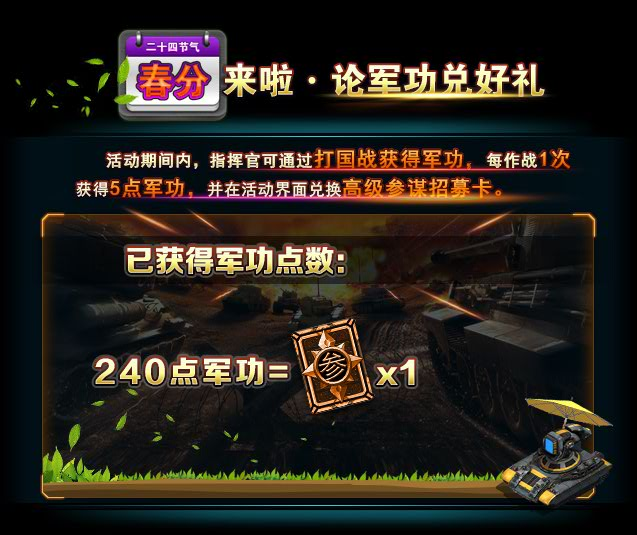 二十四节气
春分来啦·论军功兑好礼
活动期间内，指挥官可通过打国战获得军功，每作战1次
获得5点军功，并在活动界面兑换高级参谋招募卡。
已获得军功点数：
240点军功=参x1